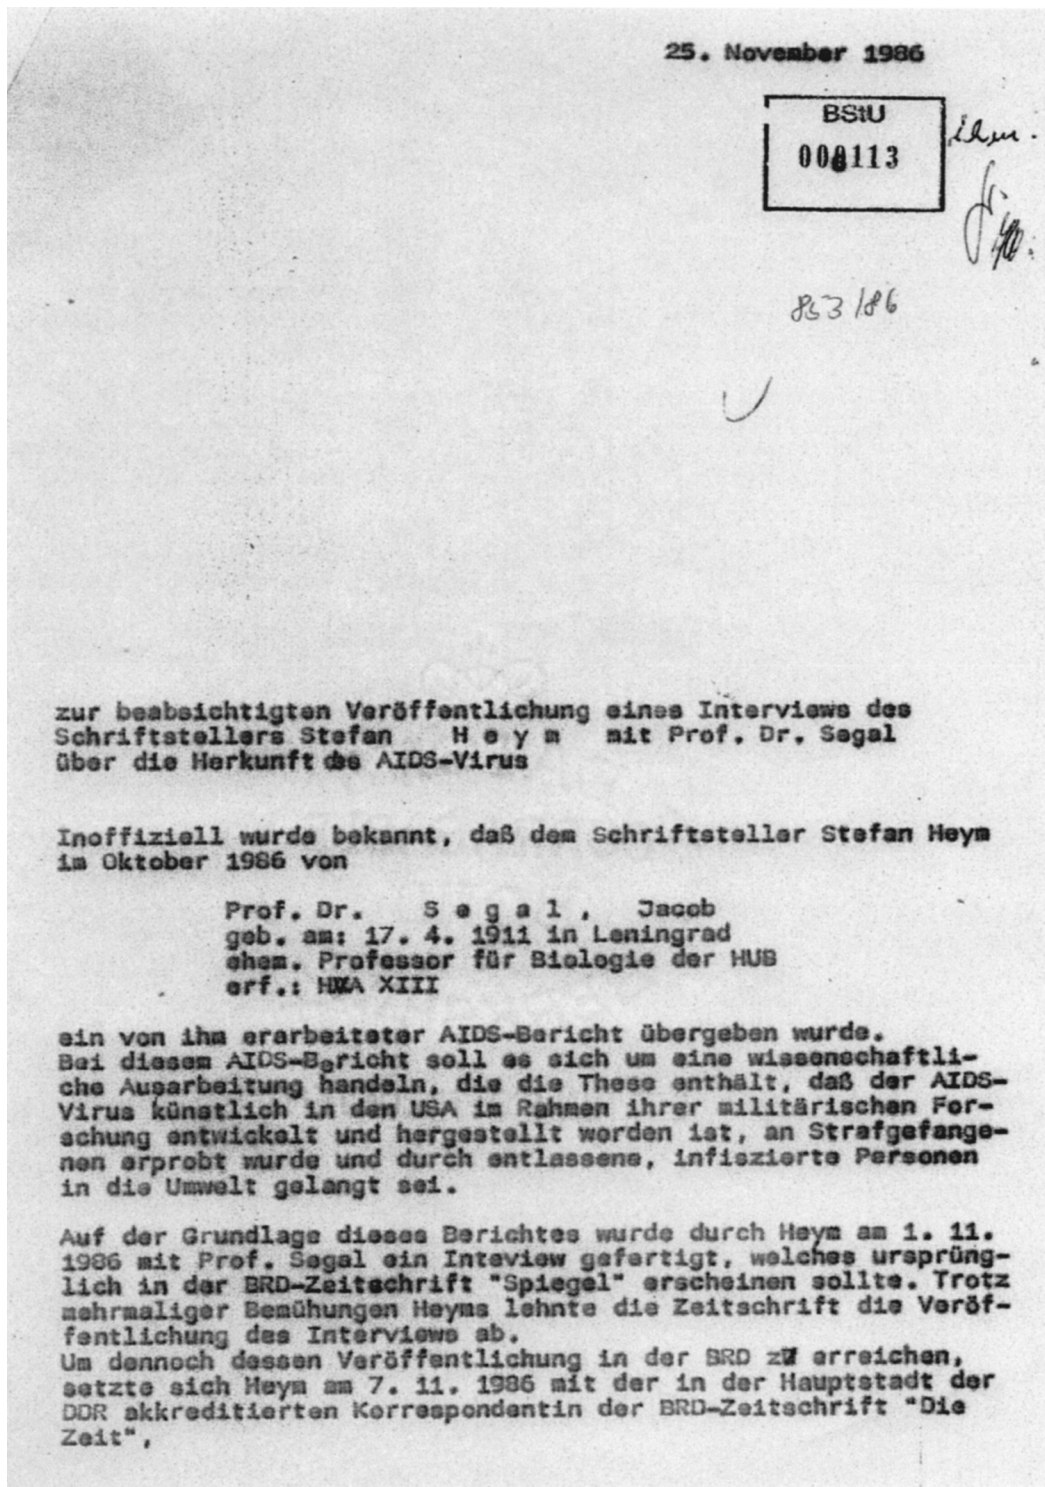 25. November 1986
BStU
000113
853/86
zur beabsichtigten Veröffentlichung eines Interviews des
Schriftstellers Stefan H e y m mit Prof. Dr. Segal
über die Herkunft des AIDS-Virus
Inoffiziell wurde bekannt, daß dem Schriftsteller Stefan Heym
im Oktober 1986 von
Prof. Dr. S e g a l , Jacob
geb. am: 17. 4. 1911 in Leningrad
ehem. Professor für Biologie der HUB
erf.: HVA XIII
ein von ihm erarbeiteter AIDS-Bericht übergeben wurde.
Bei diesem AIDS-Bericht soll es sich um eine wissenschaftli-
che Ausarbeitung handeln, die die These enthält, daß der AIDS-
Virus künstlich in den USA im Rahmen ihrer militärischen For-
schung entwickelt und hergestellt worden ist, an Strafgefange-
nen erprobt wurde und durch entlassene, infiszierte Personen
in die Umwelt gelangt sei.
Auf der Grundlage dieses Berichtes wurde durch Heym am 1. 11.
1986 mit Prof. Segal ein Inteview gefertigt, welches ursprüng-
lich in der BRD-Zeitschrift "Spiegel" erscheinen sollte. Trotz
mehrmaliger Bemühungen Heyms lehnte die Zeitschrift die Veröf-
fentlichung des Interviews ab.
Um dennoch dessen Veröffentlichung in der BRD zu erreichen,
setzte sich Heym am 7. 11. 1986 mit der in der Hauptstadt der
DDR akkreditierten Korrespondentin der BRD-Zeitschrift "Die
Zeit",